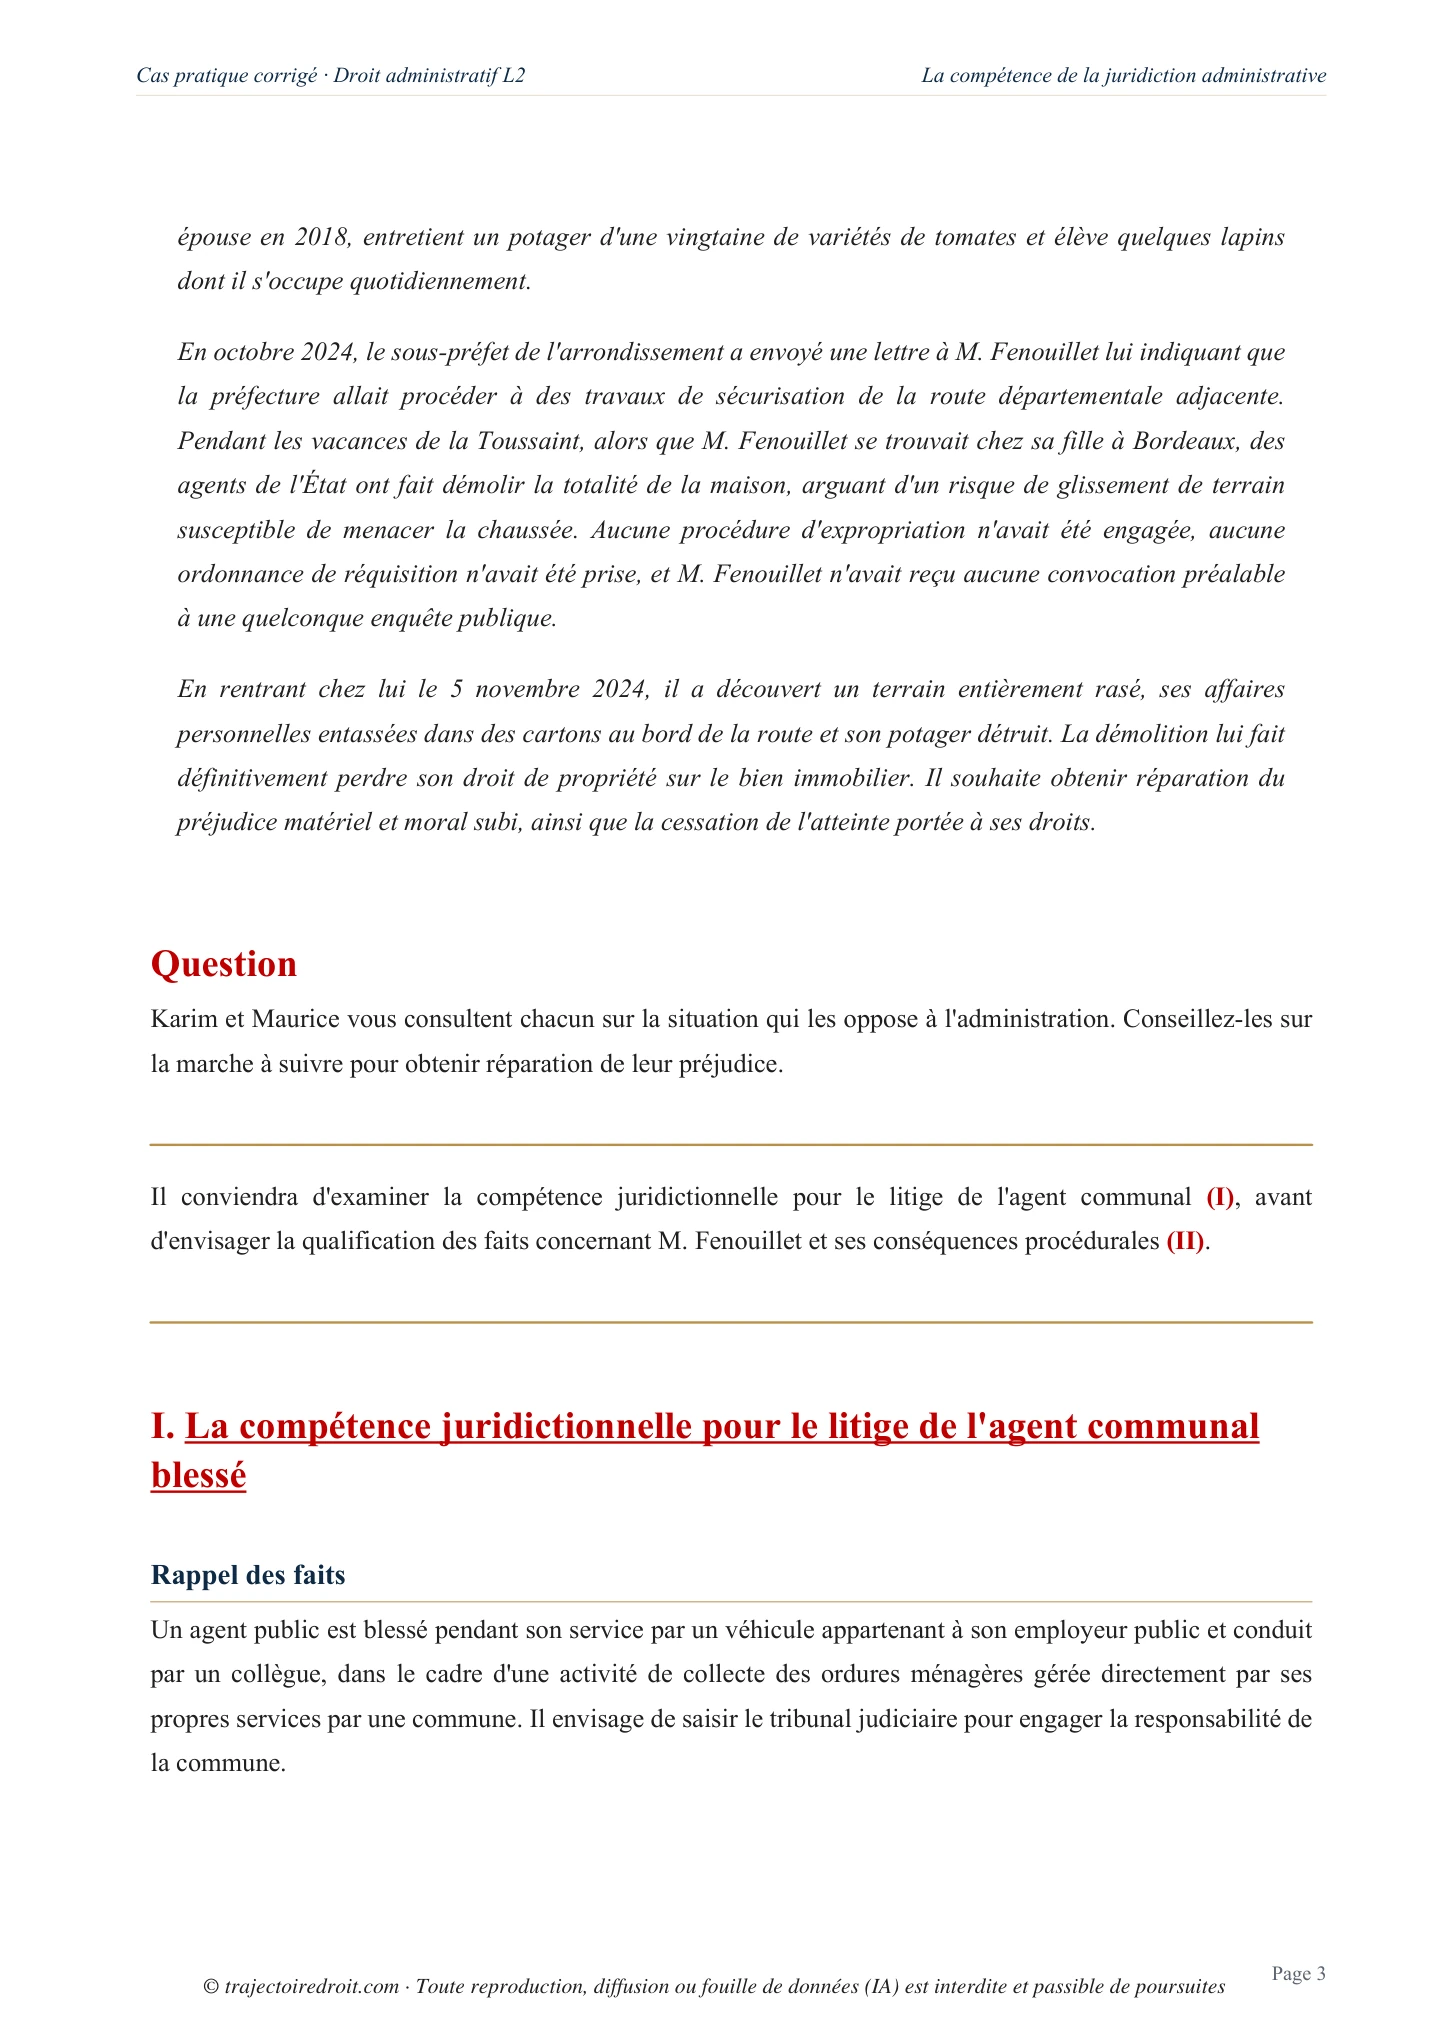 Cas pratique corrigé · Droit administratif L2
La compétence de la juridiction administrative
épouse en 2018, entretient un potager d'une vingtaine de variétés de tomates et élève quelques lapins
dont il s'occupe quotidiennement.
En octobre 2024, le sous-préfet de l'arrondissement a envoyé une lettre à M. Fenouillet lui indiquant que
la préfecture allait procéder à des travaux de sécurisation de la route départementale adjacente.
Pendant les vacances de la Toussaint, alors que M. Fenouillet se trouvait chez sa fille à Bordeaux, des
agents de l'État ont fait démolir la totalité de la maison, arguant d'un risque de glissement de terrain
susceptible de menacer la chaussée. Aucune procédure d'expropriation n'avait été engagée, aucune
ordonnance de réquisition n'avait été prise, et M. Fenouillet n'avait reçu aucune convocation préalable
à une quelconque enquête publique.
En rentrant chez lui le 5 novembre 2024, il a découvert un terrain entièrement rasé, ses affaires
personnelles entassées dans des cartons au bord de la route et son potager détruit. La démolition lui fait
définitivement perdre son droit de propriété sur le bien immobilier. Il souhaite obtenir réparation du
préjudice matériel et moral subi, ainsi que la cessation de l'atteinte portée à ses droits.
Question
Karim et Maurice vous consultent chacun sur la situation qui les oppose à l'administration. Conseillez-les sur
la marche à suivre pour obtenir réparation de leur préjudice.
Il conviendra d'examiner la compétence juridictionnelle pour le litige de l'agent communal (I), avant
d'envisager la qualification des faits concernant M. Fenouillet et ses conséquences procédurales (II).
I. La compétence juridictionnelle pour le litige de l'agent communal
blessé
Rappel des faits
Un agent public est blessé pendant son service par un véhicule appartenant à son employeur public et conduit
par un collègue, dans le cadre d'une activité de collecte des ordures ménagères gérée directement par ses
propres services par une commune. Il envisage de saisir le tribunal judiciaire pour engager la responsabilité de
la commune.
Page 3
© trajectoiredroit.com · Toute reproduction, diffusion ou fouille de données (IA) est interdite et passible de poursuites